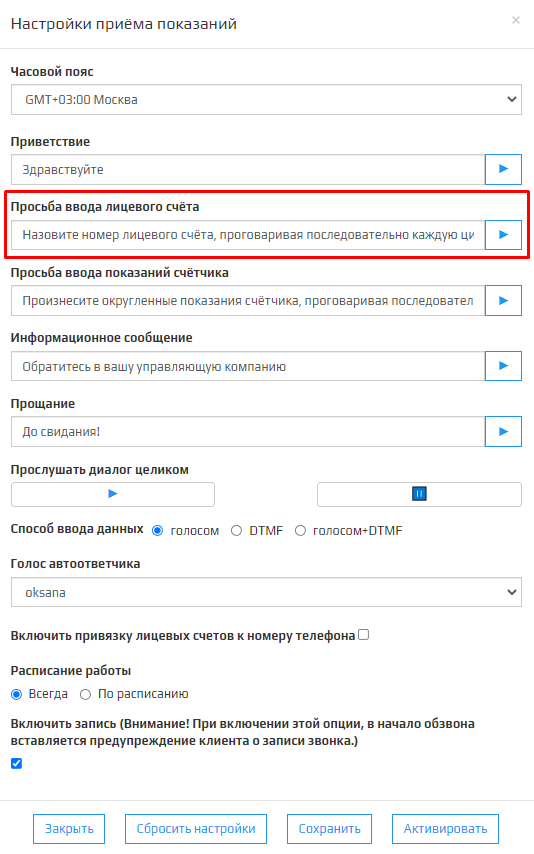 Настройки приёма показаний
×
Часовой пояс
GMT+03:00 Москва
Приветствие
Здравствуйте
Просьба ввода лицевого счёта
Назовите номер лицевого счёта, проговаривая последовательно каждую ци
Просьба ввода показаний счётчика
Произнесите округленные показания счётчика, проговаривая последовател
Информационное сообщение
Обратитесь в вашу управляющую компанию
Прощание
До свидания!
Прослушать диалог целиком
Способ ввода данных голосом DTMF голосом+DTMF
Голос автоответчика
oksana
Включить привязку лицевых счетов к номеру телефона
Расписание работы
Всегда По расписанию
Включить запись (Внимание! При включении этой опции, в начало обзвона
вставляется предупреждение клиента о записи звонка.)
Закрыть Сбросить настройки Сохранить Активировать